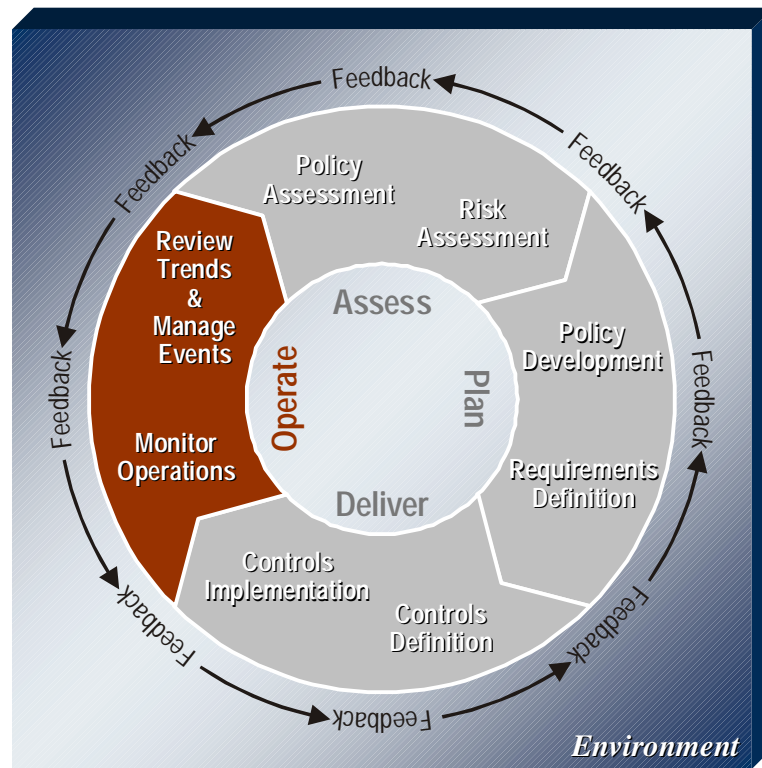 Feedback
Feedback
Feedback
Feedback
Feedback
Feedback
Feedback
Feedback
Policy
Assessment
Risk
Assessment
Policy
Development
Requirements
Definition
Controls
Definition
Controls
Implementation
Monitor
Operations
Review
Trends
&
Manage
Events
Assess
Plan
Deliver
Operate
Environment